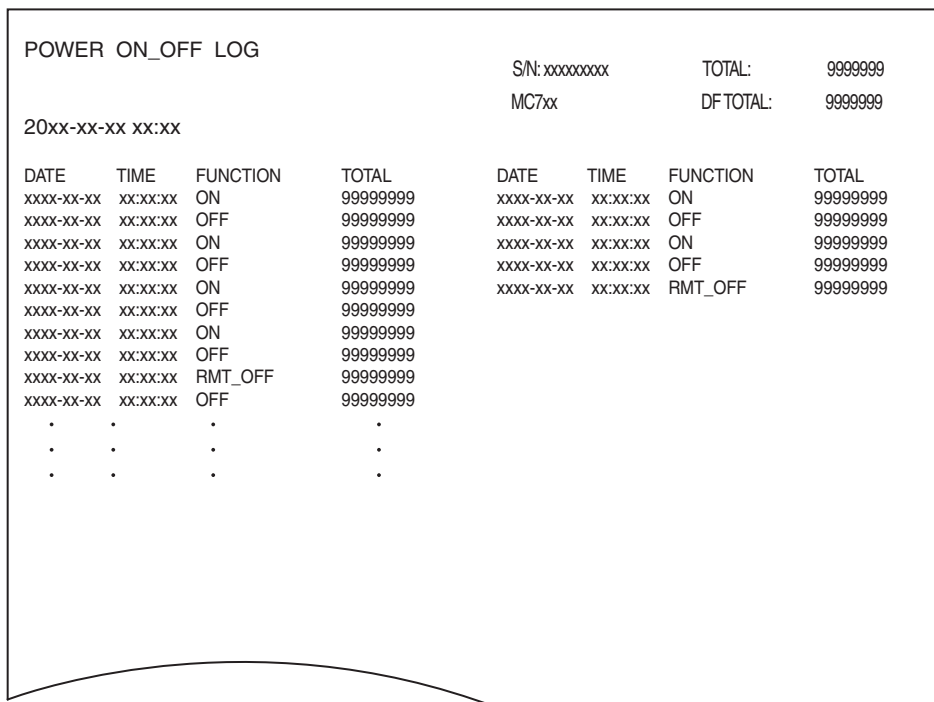 POWER ON_OFF LOG
S/N: xxxxxxxxx TOTAL: 9999999
MC7xx DF TOTAL: 9999999
20xx-xx-xx xx:xx
DATE TIME FUNCTION TOTAL DATE TIME FUNCTION TOTAL
xxxx-xx-xx xx:xx:xx ON 99999999 xxxx-xx-xx xx:xx:xx ON 99999999
xxxx-xx-xx xx:xx:xx OFF 99999999 xxxx-xx-xx xx:xx:xx OFF 99999999
xxxx-xx-xx xx:xx:xx ON 99999999 xxxx-xx-xx xx:xx:xx ON 99999999
xxxx-xx-xx xx:xx:xx OFF 99999999 xxxx-xx-xx xx:xx:xx OFF 99999999
xxxx-xx-xx xx:xx:xx ON 99999999 xxxx-xx-xx xx:xx:xx RMT_OFF 99999999
xxxx-xx-xx xx:xx:xx OFF 99999999
xxxx-xx-xx xx:xx:xx ON 99999999
xxxx-xx-xx xx:xx:xx OFF 99999999
xxxx-xx-xx xx:xx:xx RMT_OFF 99999999
xxxx-xx-xx xx:xx:xx OFF 99999999
. . . .
. . . .
. . . .